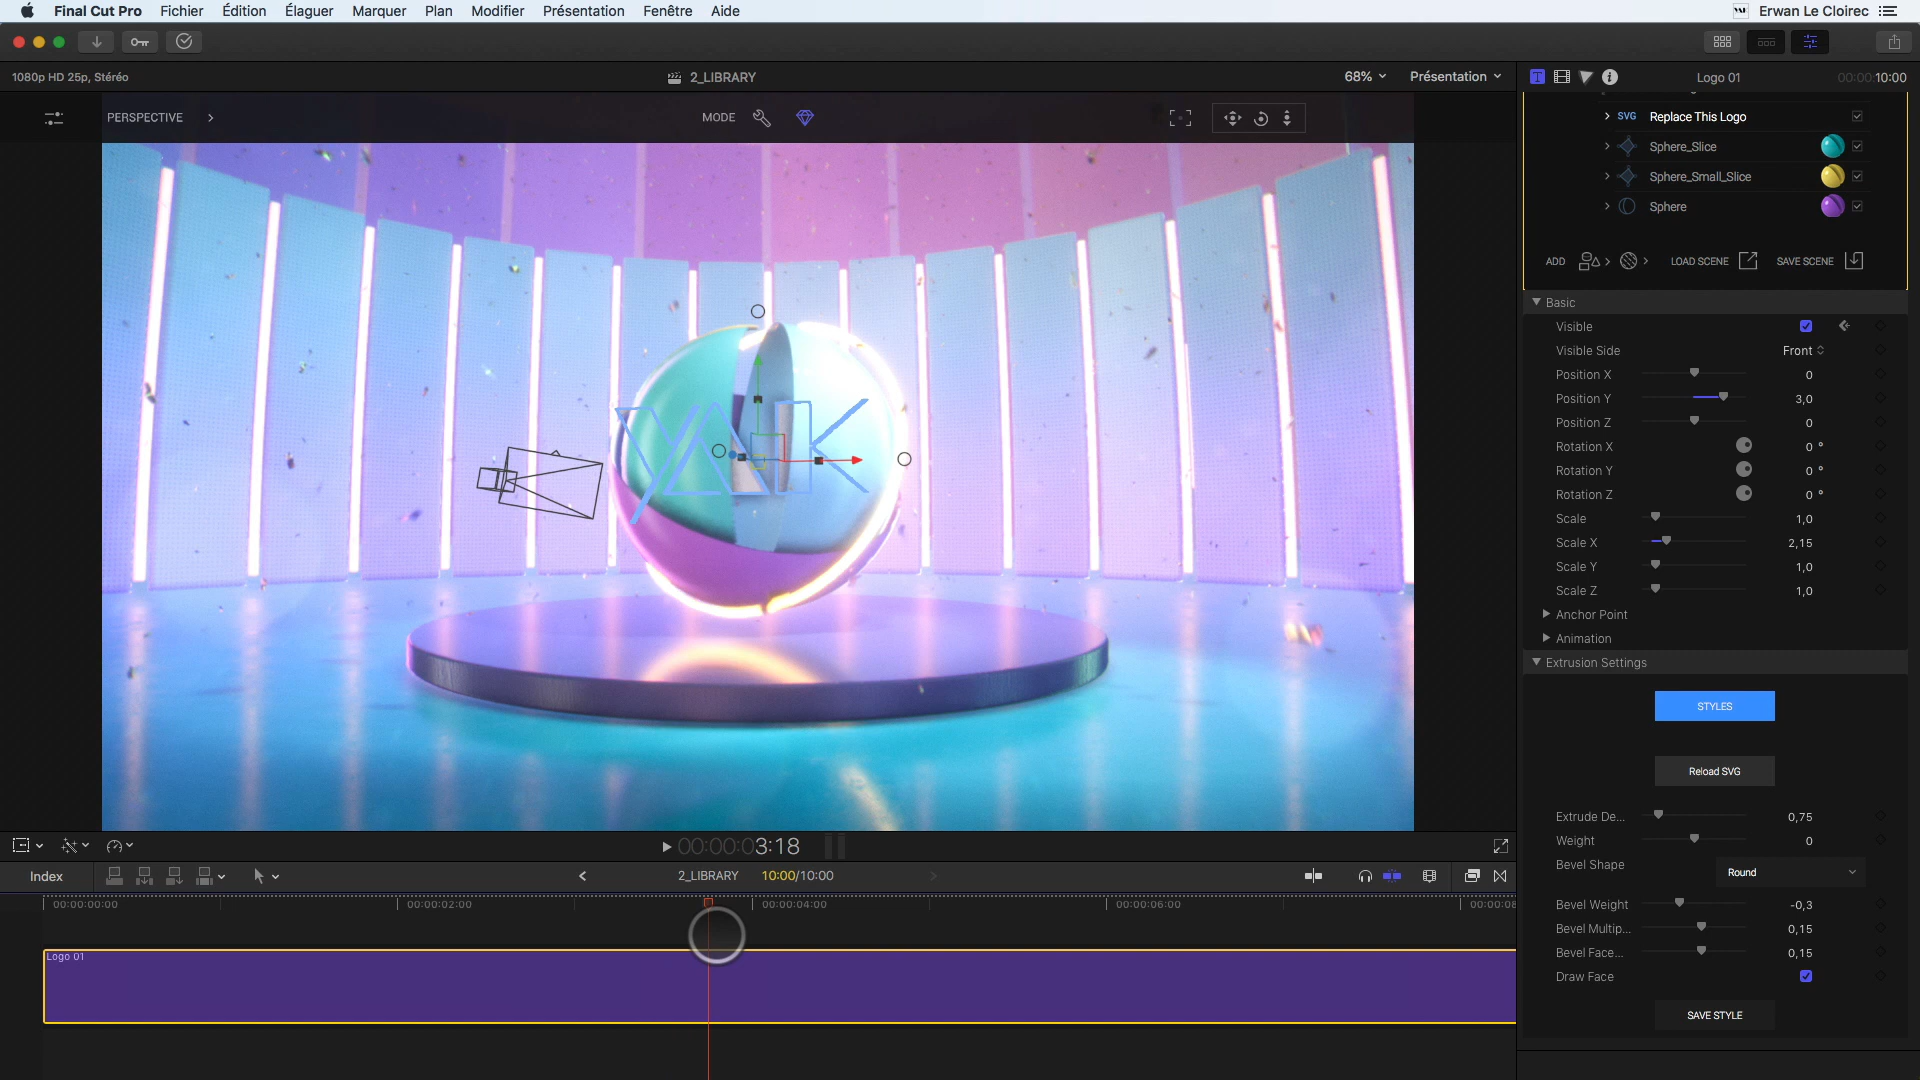 Final Cut Pro Fichier Édition Élaguer Marquer Plan Modifier Présentation Fenêtre Aide Erwan Le Cloirec
1080p HD 25p, Stéréo 2_LIBRARY 68% Présentation Logo 01 00:00:10:00
PERSPECTIVE MODE
SVG Replace This Logo
Sphere_Slice
Sphere_Small_Slice
Sphere
ADD LOAD SCENE SAVE SCENE
Basic
Visible
Visible Side Front
Position X 0
Position Y 3,0
Position Z 0
Rotation X 0 °
Rotation Y 0 °
Rotation Z 0 °
Scale 1,0
Scale X 2,15
Scale Y 1,0
Scale Z 1,0
Anchor Point
Animation
Extrusion Settings
STYLES
Reload SVG
Extrude De... 0,75
Weight 0
Bevel Shape Round
Bevel Weight -0,3
Bevel Multip... 0,15
Bevel Face... 0,15
Draw Face
SAVE STYLE
00:00:03:18
Index 2_LIBRARY 10:00/10:00
00:00:00:00 00:00:02:00 00:00:04:00 00:00:06:00 00:00:08
Logo 01